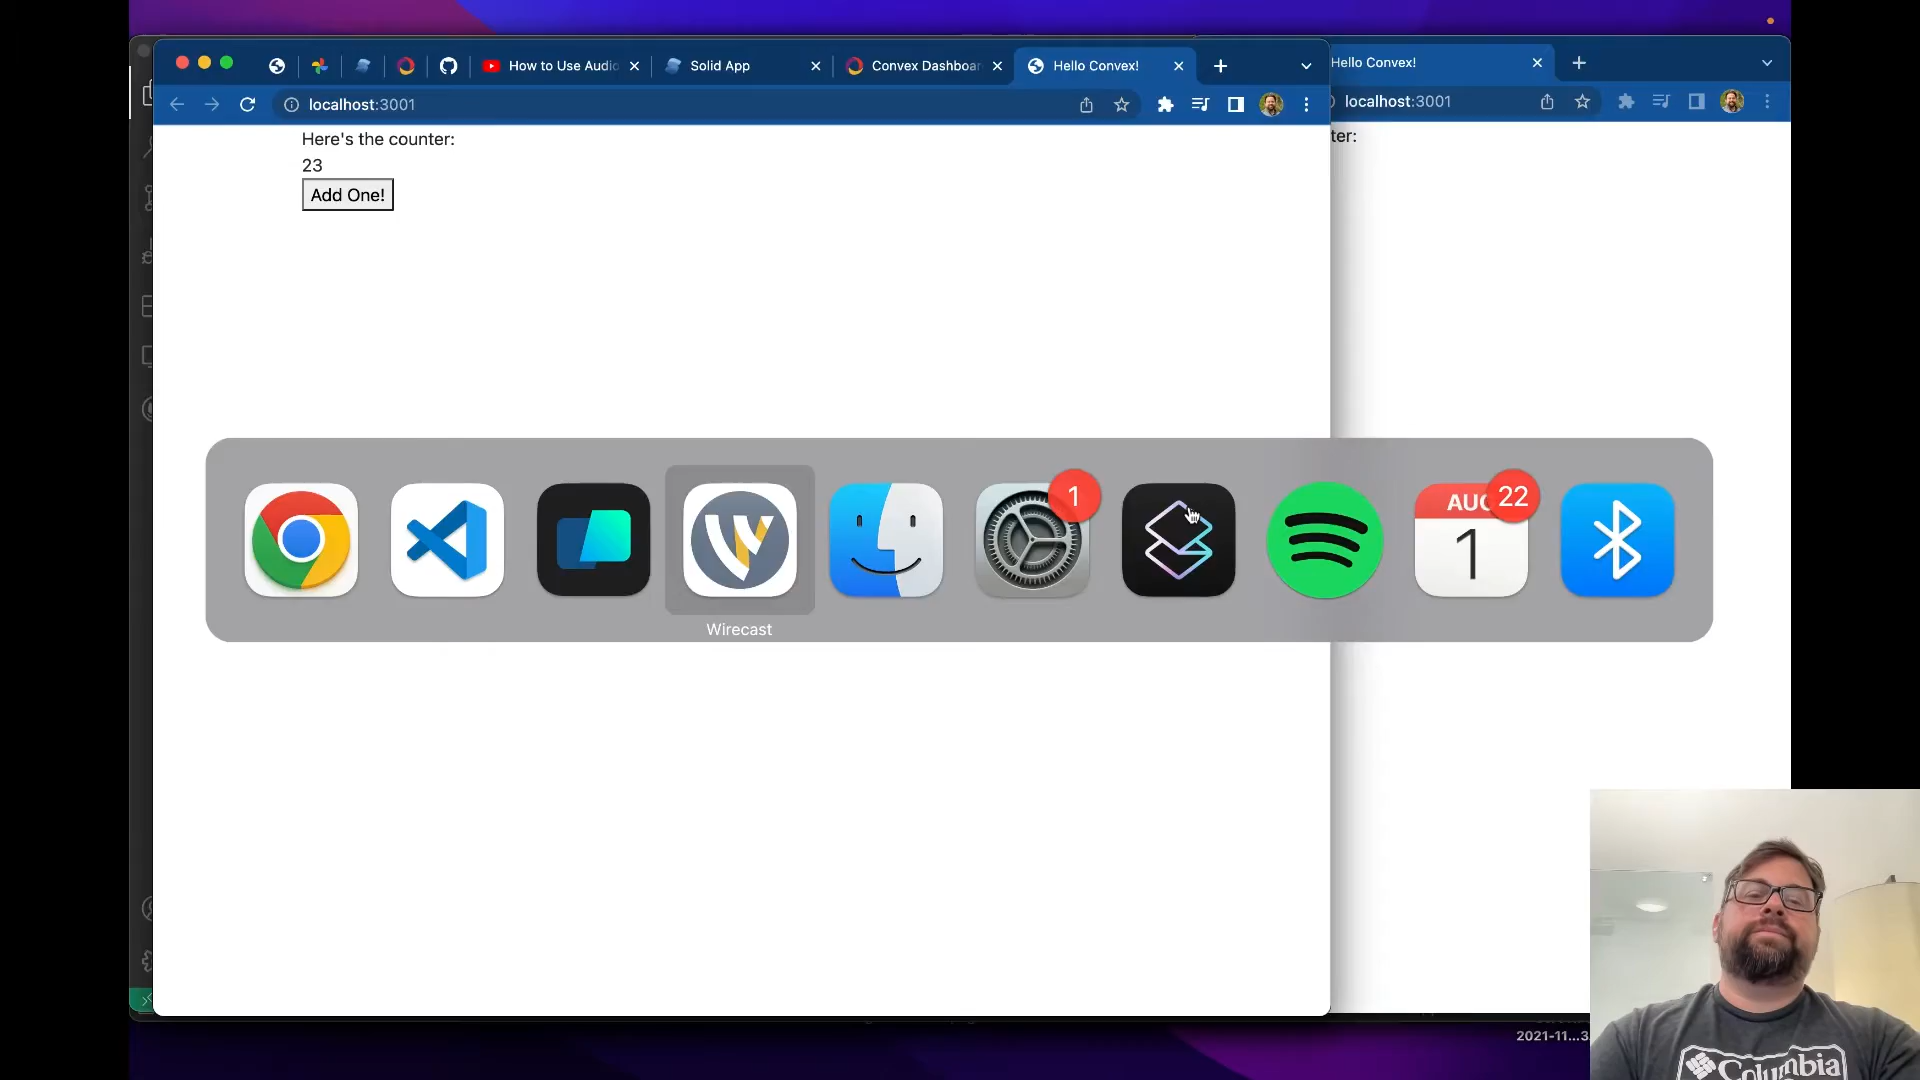 How to Use Audio
Solid App
Convex Dashboar
Hello Convex!
Hello Convex!
localhost:3001
localhost:3001
Here's the counter:
ter:
23
Add One!
1
AUG
22
1
Wirecast
2021-11...3
Columbia